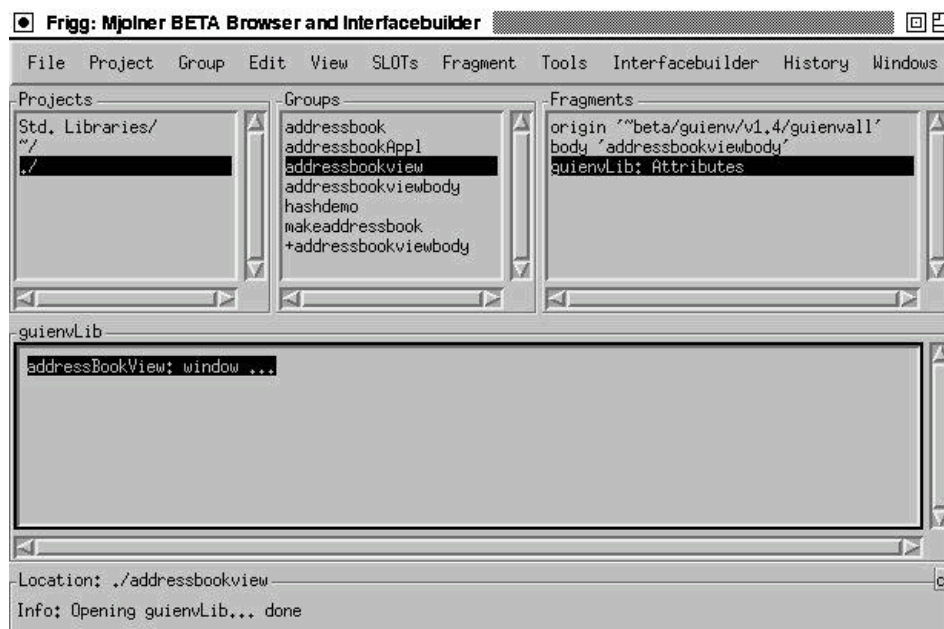 Frigg: Mjolner BETA Browser and Interfacebuilder
File Project Group Edit View SLOTs Fragment Tools Interfacebuilder History Windows
Projects
Std. Libraries/
~/
./
Groups
addressbook
addressbookAppl
addressbookview
addressbookviewbody
hashdemo
makeaddressbook
+addressbookviewbody
Fragments
origin '~beta/guienv/v1.4/guienvall'
body 'addressbookviewbody'
guienvLib: Attributes
guienvLib
addressBookView: window ...
Location: ./addressbookview
Info: Opening guienvLib... done